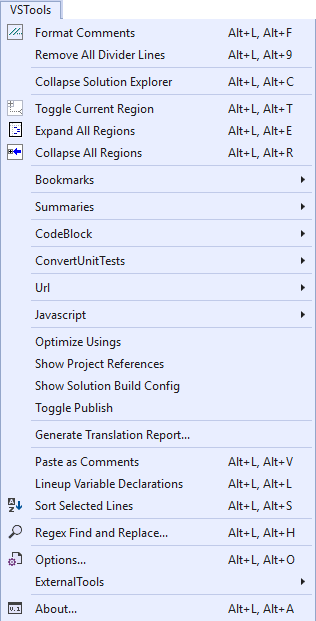 VSTools
Format Comments Alt+L, Alt+F
Remove All Divider Lines Alt+L, Alt+9
Collapse Solution Explorer Alt+L, Alt+C
Toggle Current Region Alt+L, Alt+T
Expand All Regions Alt+L, Alt+E
Collapse All Regions Alt+L, Alt+R
Bookmarks
Summaries
CodeBlock
ConvertUnitTests
Url
Javascript
Optimize Usings
Show Project References
Show Solution Build Config
Toggle Publish
Generate Translation Report...
Paste as Comments Alt+L, Alt+V
Lineup Variable Declarations Alt+L, Alt+L
Sort Selected Lines Alt+L, Alt+S
Regex Find and Replace... Alt+L, Alt+H
Options... Alt+L, Alt+O
ExternalTools
V.1 About... Alt+L, Alt+A